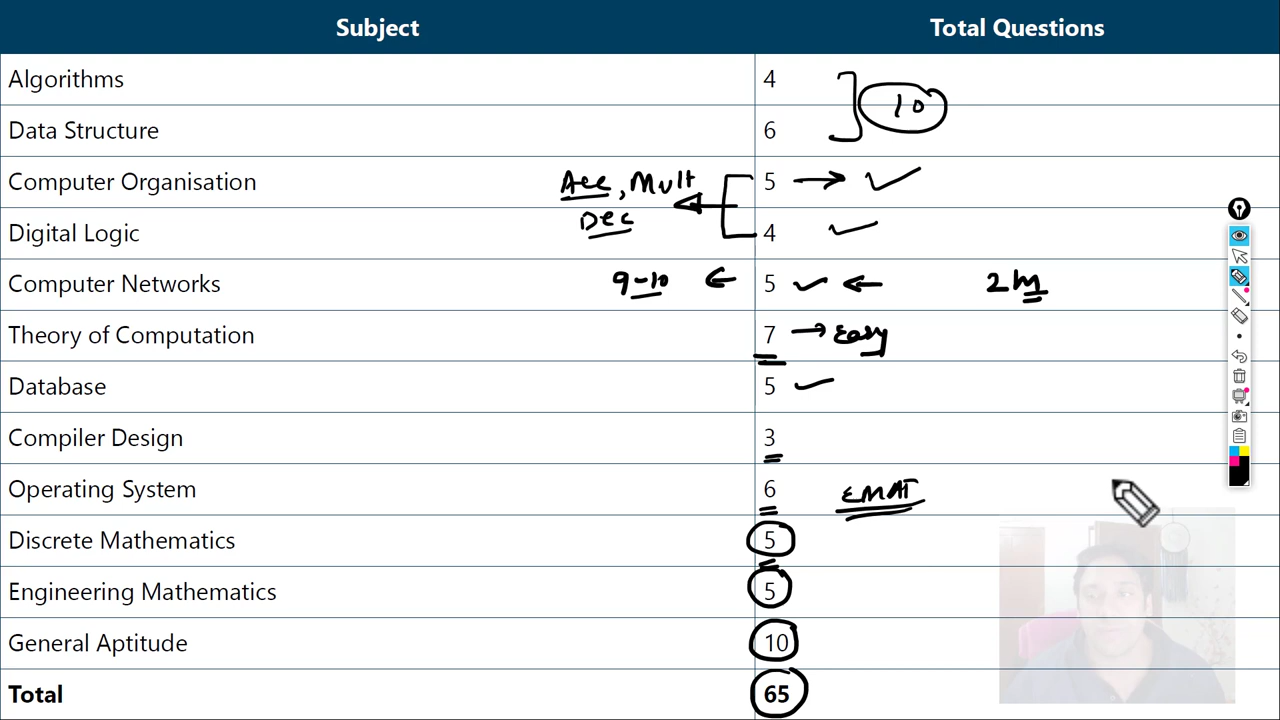 Subject Total Questions
Algorithms 4
10
Data Structure 6
Computer Organisation Acc, Mult 5
Dec
Digital Logic 4
Computer Networks 9-10 5 2 m
Theory of Computation 7 Easy
Database 5
Compiler Design 3
Operating System 6 EMAT
Discrete Mathematics 5
Engineering Mathematics 5
General Aptitude 10
Total 65